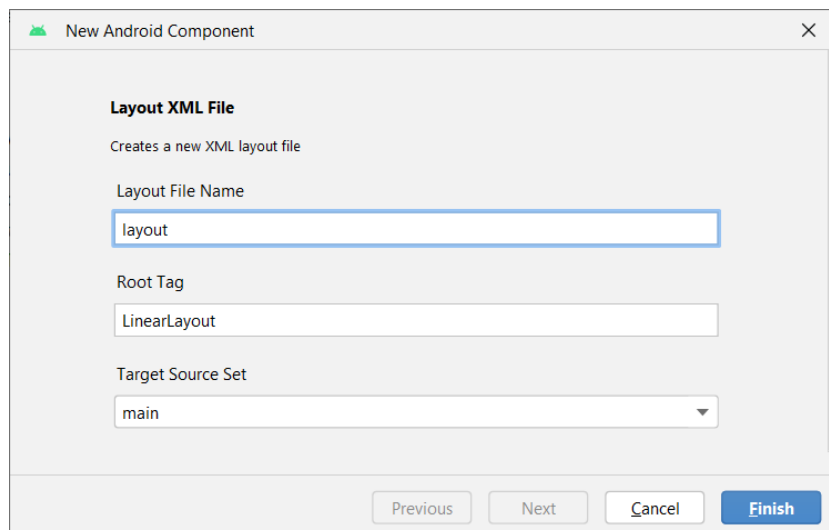 New Android Component
Layout XML File
Creates a new XML layout file
Layout File Name
layout
Root Tag
LinearLayout
Target Source Set
main
Previous Next Cancel Finish